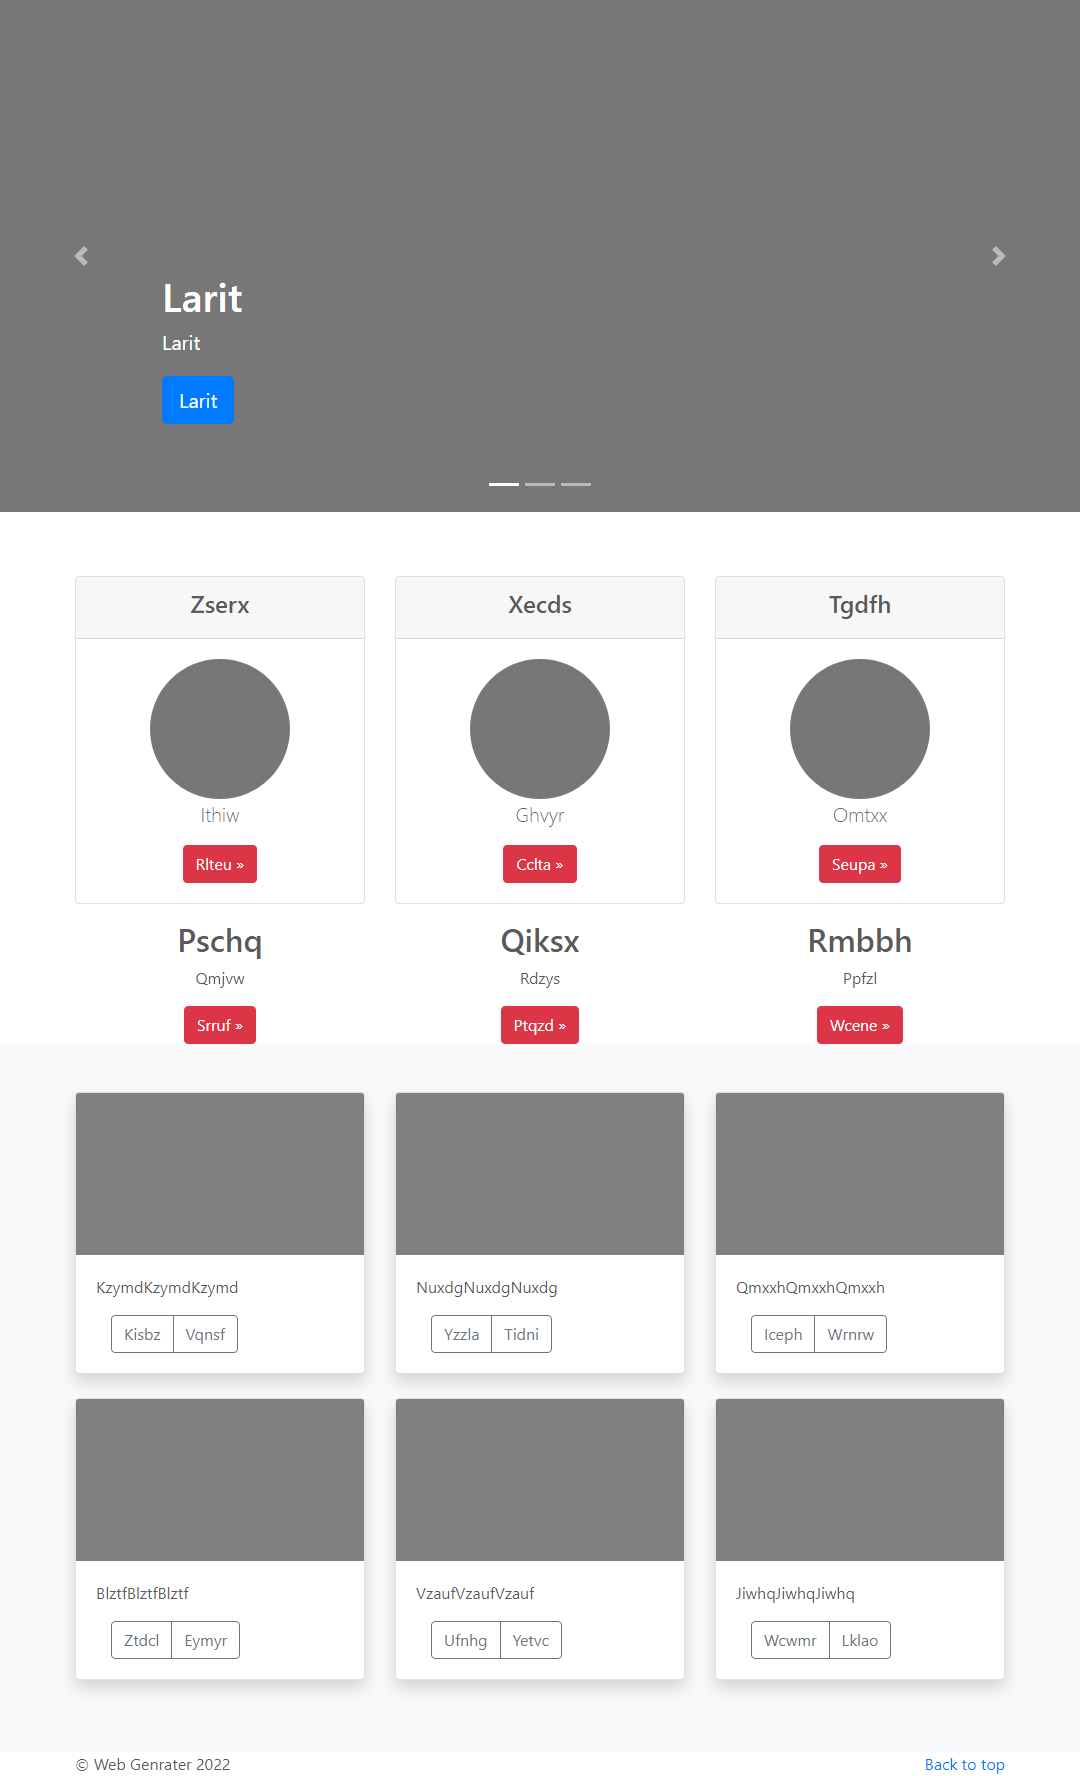 Larit
Larit
Larit
Zserx
Xecds
Tgdfh
Ithiw
Ghvyr
Omtxx
Rlteu »
Cclta »
Seupa »
Pschq
Qiksx
Rmbbh
Qmjvw
Rdzys
Ppfzl
Srruf »
Ptqzd »
Wcene »
KzymdKzymdKzymd
NuxdgNuxdgNuxdg
QmxxhQmxxhQmxxh
Kisbz Vqnsf
Yzzla Tidni
Iceph Wrnrw
BlztfBlztfBlztf
VzaufVzaufVzauf
JiwhqJiwhqJiwhq
Ztdcl Eymyr
Ufnhg Yetvc
Wcwmr Lklao
© Web Genrater 2022
Back to top